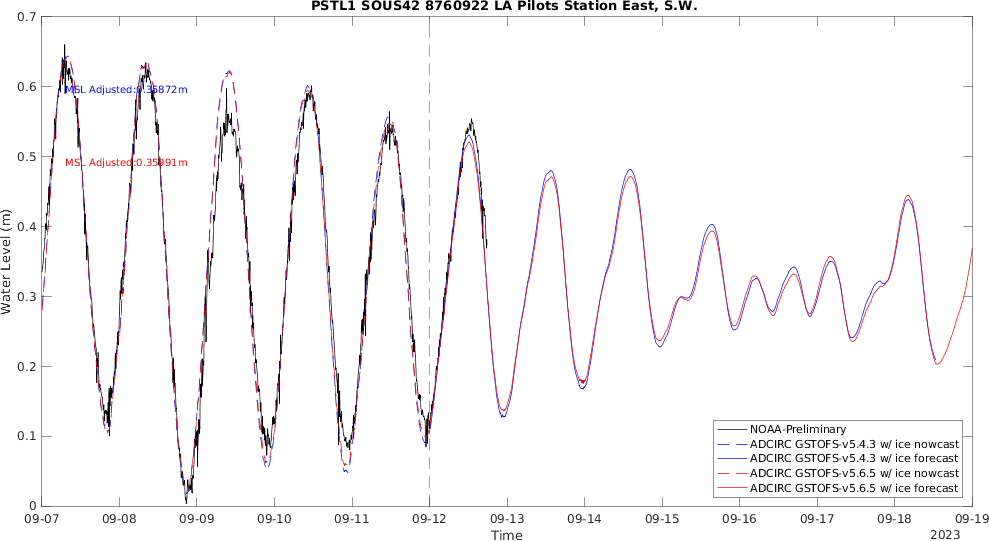 PSTL1 SOUS42 8760922 LA Pilots Station East, S.W.
0.7
0.6
0.5
0.4
0.3
0.2
0.1
0
Water Level (m)
MSL Adjusted:0.35872m
MSL Adjusted:0.35991m
NOAA-Preliminary
ADCIRC GSTOFS-v5.4.3 w/ ice nowcast
ADCIRC GSTOFS-v5.4.3 w/ ice forecast
ADCIRC GSTOFS-v5.6.5 w/ ice nowcast
ADCIRC GSTOFS-v5.6.5 w/ ice forecast
09-07 09-08 09-09 09-10 09-11 09-12 09-13 09-14 09-15 09-16 09-17 09-18 09-19
Time
2023